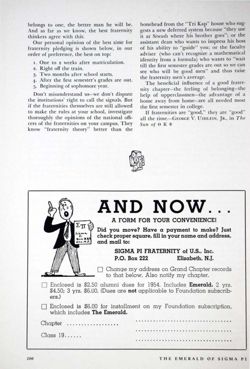 belongs to one, the better man he will be.
And as far as we know, the best fraternity
thinkers agree with this.
Our personal opinion of the best time for
fraternity pledging is shown below, in our
order of preference, the best on top:
1. One to 2 weeks after matriculation.
2. Right off the train.
3. Two months after school starts.
4. After the first semester's grades are out.
5. Beginning of sophomore year.
Don't misunderstand us—we don't dispute
the institutions' right to call the signals. But
if the fraternities themselves are still allowed
to make the rules at your school, investigate
thoroughly the opinions of the national offi-
cers of the fraternities on your campus. They
know "fraternity theory" better than the
bonehead from the "Tri Kap" house who sug-
gests a new deferred system because "they use
it at Siwash where his brother goes"; or the
assistant dean who wants to impress his boss
of his ability to "guide" you; or the faculty
adviser (who can't recognize a mathematical
identity from a formula) who wants to "wait
till the first semester grades are out so we can
see who will be good men" and thus raise
the fraternity men's average.
The beneficial influence of a good frater-
nity chapter—the feeling of belonging—the
help of upperclassmen—the advantage of a
home away from home—are all needed most
the first semester in college.
If fraternities are "good," they are "good"
all the time.—George V. Uihlein, Jr., in The
Sun of Φ Κ Θ
AND NOW...
A FORM FOR YOUR CONVENIENCE!
Did you move? Have a payment to make? Just
check proper square, fill in your name and address,
and mail to:
SIGMA PI FRATERNITY of U.S., Inc.
P.O. Box 222 Elizabeth, N.J.
Change my address on Grand Chapter records
to that below. Also notify my chapter.
Enclosed is $2.50 alumni dues for 1954. Includes Emerald. 2 yrs.
$4.50; 3 yrs. $6.00. (Dues are not applicable to Foundation subscrib-
ers.)
Enclosed is $6.00 for installment on my Foundation subscription,
which includes The Emerald.
Chapter
Class 19
THE EMERALD OF SIGMA PI